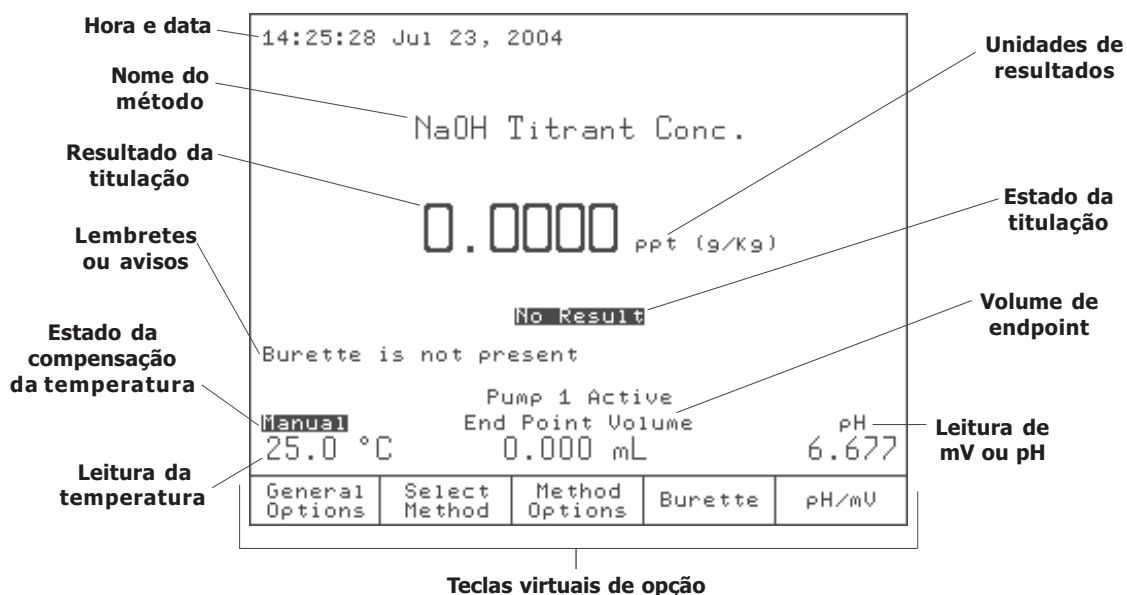 Hora e data
14:25:28 Jul 23, 2004
Unidades de
resultados
Nome do
método
NaOH Titrant Conc.
Resultado da
titulação
0.0000 ppt (g/Kg)
Estado da
titulação
Lembretes
ou avisos
No Result
Volume de
endpoint
Estado da
compensação
da temperatura
Burette is not present
Pump 1 Active
Manual
End Point Volume
pH
25.0 °C
0.000 mL
6.677
Leitura de
mV ou pH
Leitura da
temperatura
General
Options
Select
Method
Method
Options
Burette
pH/mV
Teclas virtuais de opção